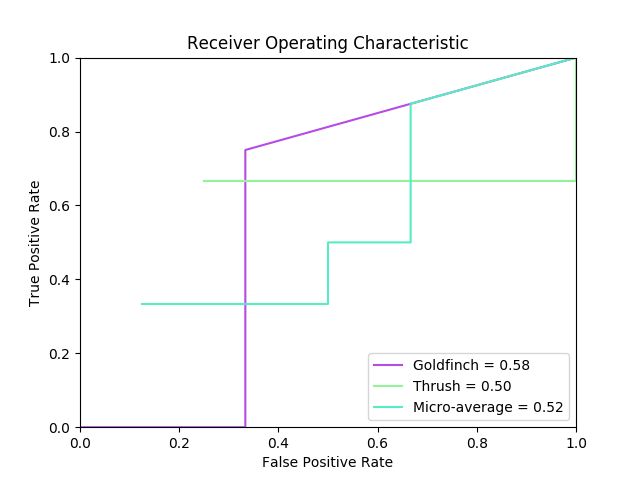 Receiver Operating Characteristic
True Positive Rate
1.0
0.8
0.6
0.4
0.2
0.0
Goldfinch = 0.58
Thrush = 0.50
Micro-average = 0.52
0.0 0.2 0.4 0.6 0.8 1.0
False Positive Rate